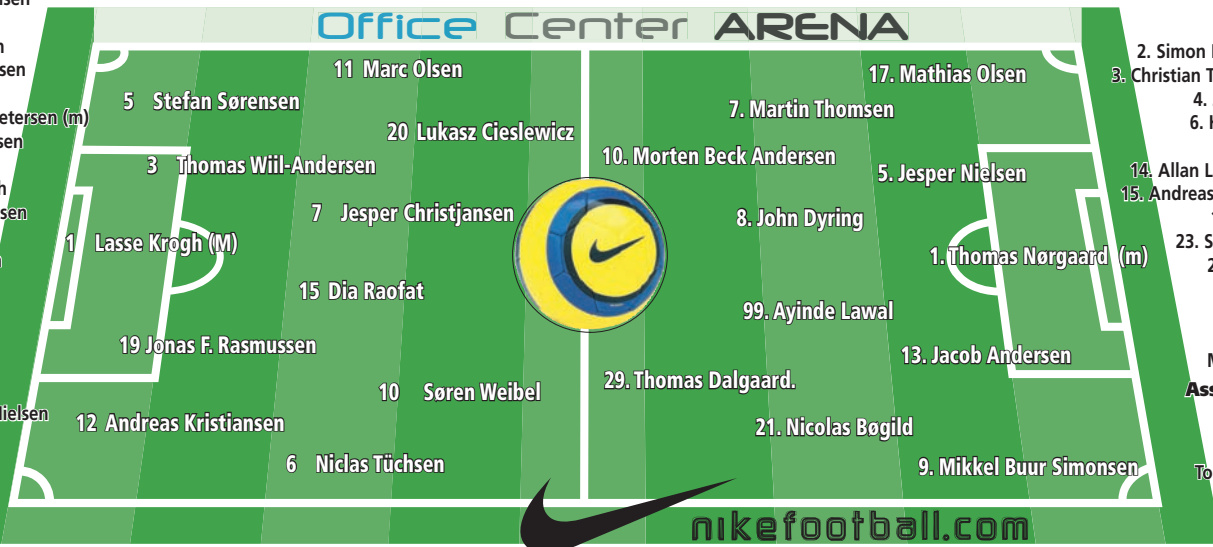 Office Center ARENA
11 Marc Olsen
5 Stefan Sørensen
20 Lukasz Cieslewicz
3 Thomas Wiil-Andersen
7 Jesper Christjansen
1 Lasse Krogh (M)
15 Dia Raofat
19 Jonas F. Rasmussen
10 Søren Weibel
12 Andreas Kristiansen
6 Niclas Tüchsen
17. Mathias Olsen
7. Martin Thomsen
10. Morten Beck Andersen
5. Jesper Nielsen
8. John Dyring
1. Thomas Nørgaard (m)
99. Ayinde Lawal
13. Jacob Andersen
29. Thomas Dalgaard.
21. Nicolas Bøgild
9. Mikkel Buur Simonsen
nikefootball.com
etersen (m)
2. Simon
3. Christian T
4.
6.
14. Allan L
15. Andreas
23. S